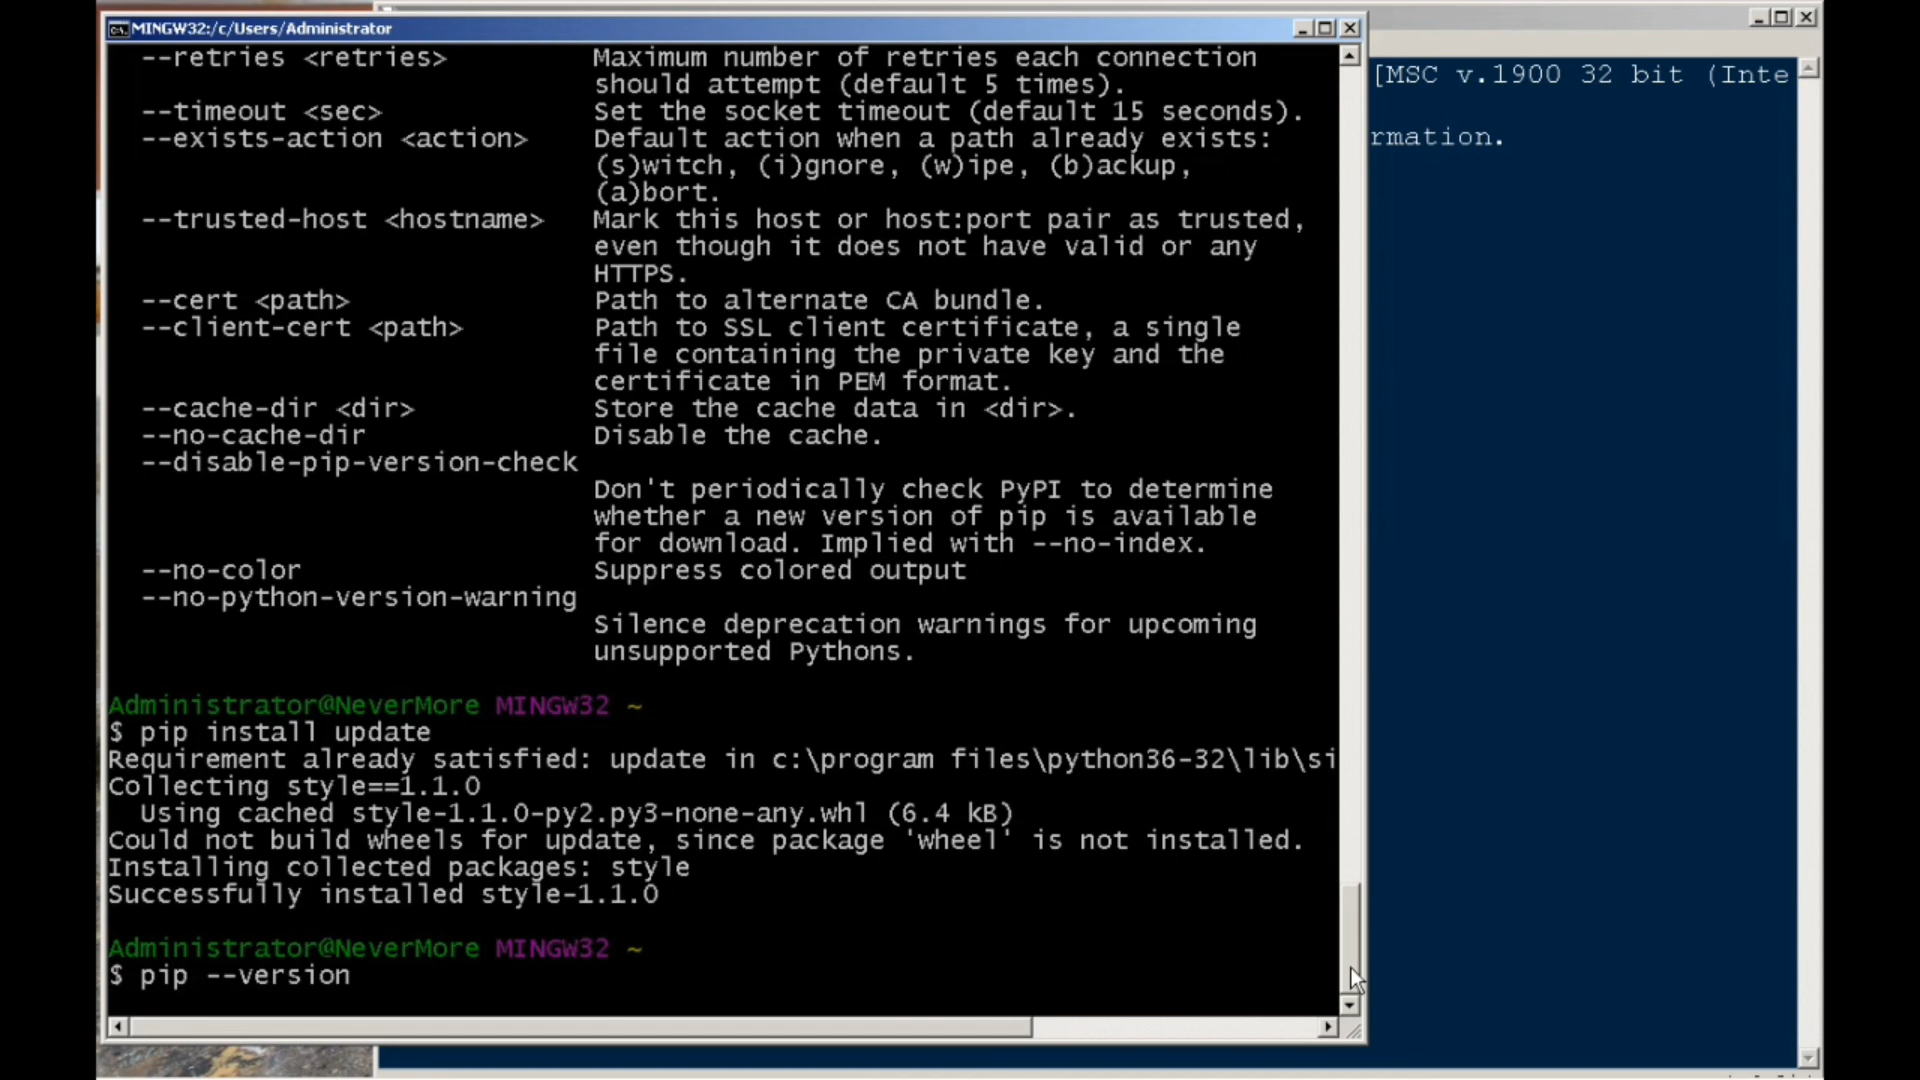 MINGW32:/c/Users/Administrator
--retries <retries> Maximum number of retries each connection
should attempt (default 5 times).
--timeout <sec> Set the socket timeout (default 15 seconds).
--exists-action <action> Default action when a path already exists:
(s)witch, (i)gnore, (w)ipe, (b)ackup,
(a)bort.
--trusted-host <hostname> Mark this host or host:port pair as trusted,
even though it does not have valid or any
HTTPS.
--cert <path> Path to alternate CA bundle.
--client-cert <path> Path to SSL client certificate, a single
file containing the private key and the
certificate in PEM format.
--cache-dir <dir> Store the cache data in <dir>.
--no-cache-dir Disable the cache.
--disable-pip-version-check
Don't periodically check PyPI to determine
whether a new version of pip is available
for download. Implied with --no-index.
--no-color Suppress colored output
--no-python-version-warning
Silence deprecation warnings for upcoming
unsupported Pythons.
Administrator@NeverMore MINGW32 ~
$ pip install update
Requirement already satisfied: update in c:\program files\python36-32\lib\si
Collecting style==1.1.0
Using cached style-1.1.0-py2.py3-none-any.whl (6.4 kB)
Could not build wheels for update, since package 'wheel' is not installed.
Installing collected packages: style
Successfully installed style-1.1.0
Administrator@NeverMore MINGW32 ~
$ pip --version
[MSC v.1900 32 bit (Inte
rmation.